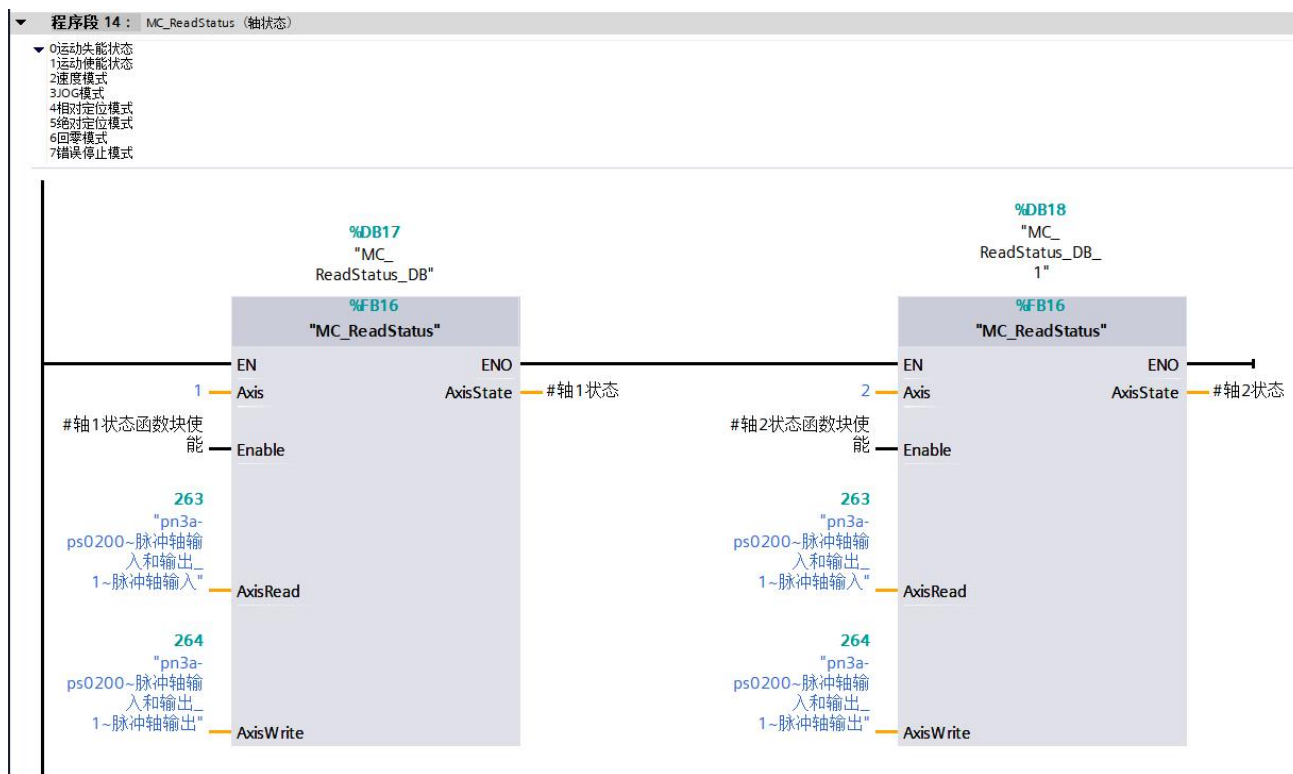 程序段 14： MC_ReadStatus（轴状态）
0运动失能状态
1运动使能状态
2速度模式
3JOG模式
4相对定位模式
5绝对定位模式
6回零模式
7错误停止模式
%DB17
"MC_
ReadStatus_DB"
%FB16
"MC_ReadStatus"
EN
ENO
1
Axis
AxisState
#轴1状态
#轴1状态函数块使
能
Enable
263
"pn3a-
ps0200~脉冲轴输
入和输出_
1~脉冲轴输入"
AxisRead
264
"pn3a-
ps0200~脉冲轴输
入和输出_
1~脉冲轴输出"
AxisWrite
%DB18
"MC_
ReadStatus_DB_
1"
%FB16
"MC_ReadStatus"
EN
ENO
2
Axis
AxisState
#轴2状态
#轴2状态函数块使
能
Enable
263
"pn3a-
ps0200~脉冲轴输
入和输出_
1~脉冲轴输入"
AxisRead
264
"pn3a-
ps0200~脉冲轴输
入和输出_
1~脉冲轴输出"
AxisWrite